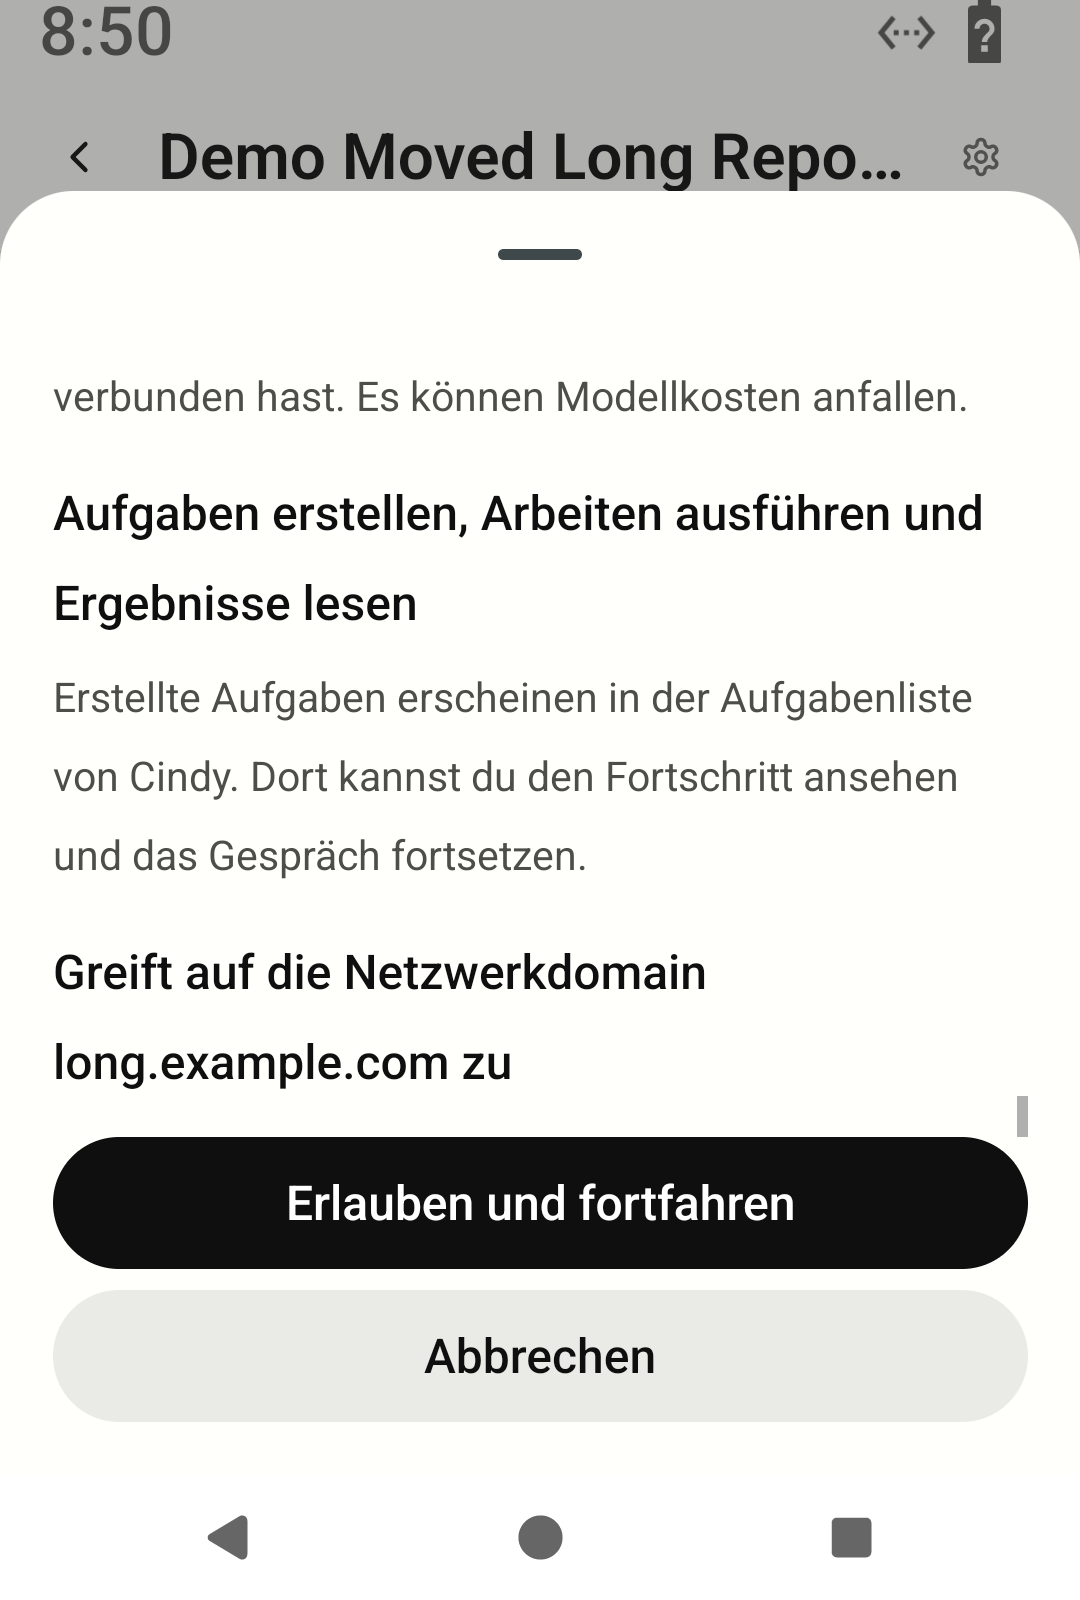 8:50
Demo Moved Long Repo…
verbunden hast. Es können Modellkosten anfallen.
Aufgaben erstellen, Arbeiten ausführen und
Ergebnisse lesen
Erstellte Aufgaben erscheinen in der Aufgabenliste
von Cindy. Dort kannst du den Fortschritt ansehen
und das Gespräch fortsetzen.
Greift auf die Netzwerkdomain
long.example.com zu
Erlauben und fortfahren
Abbrechen